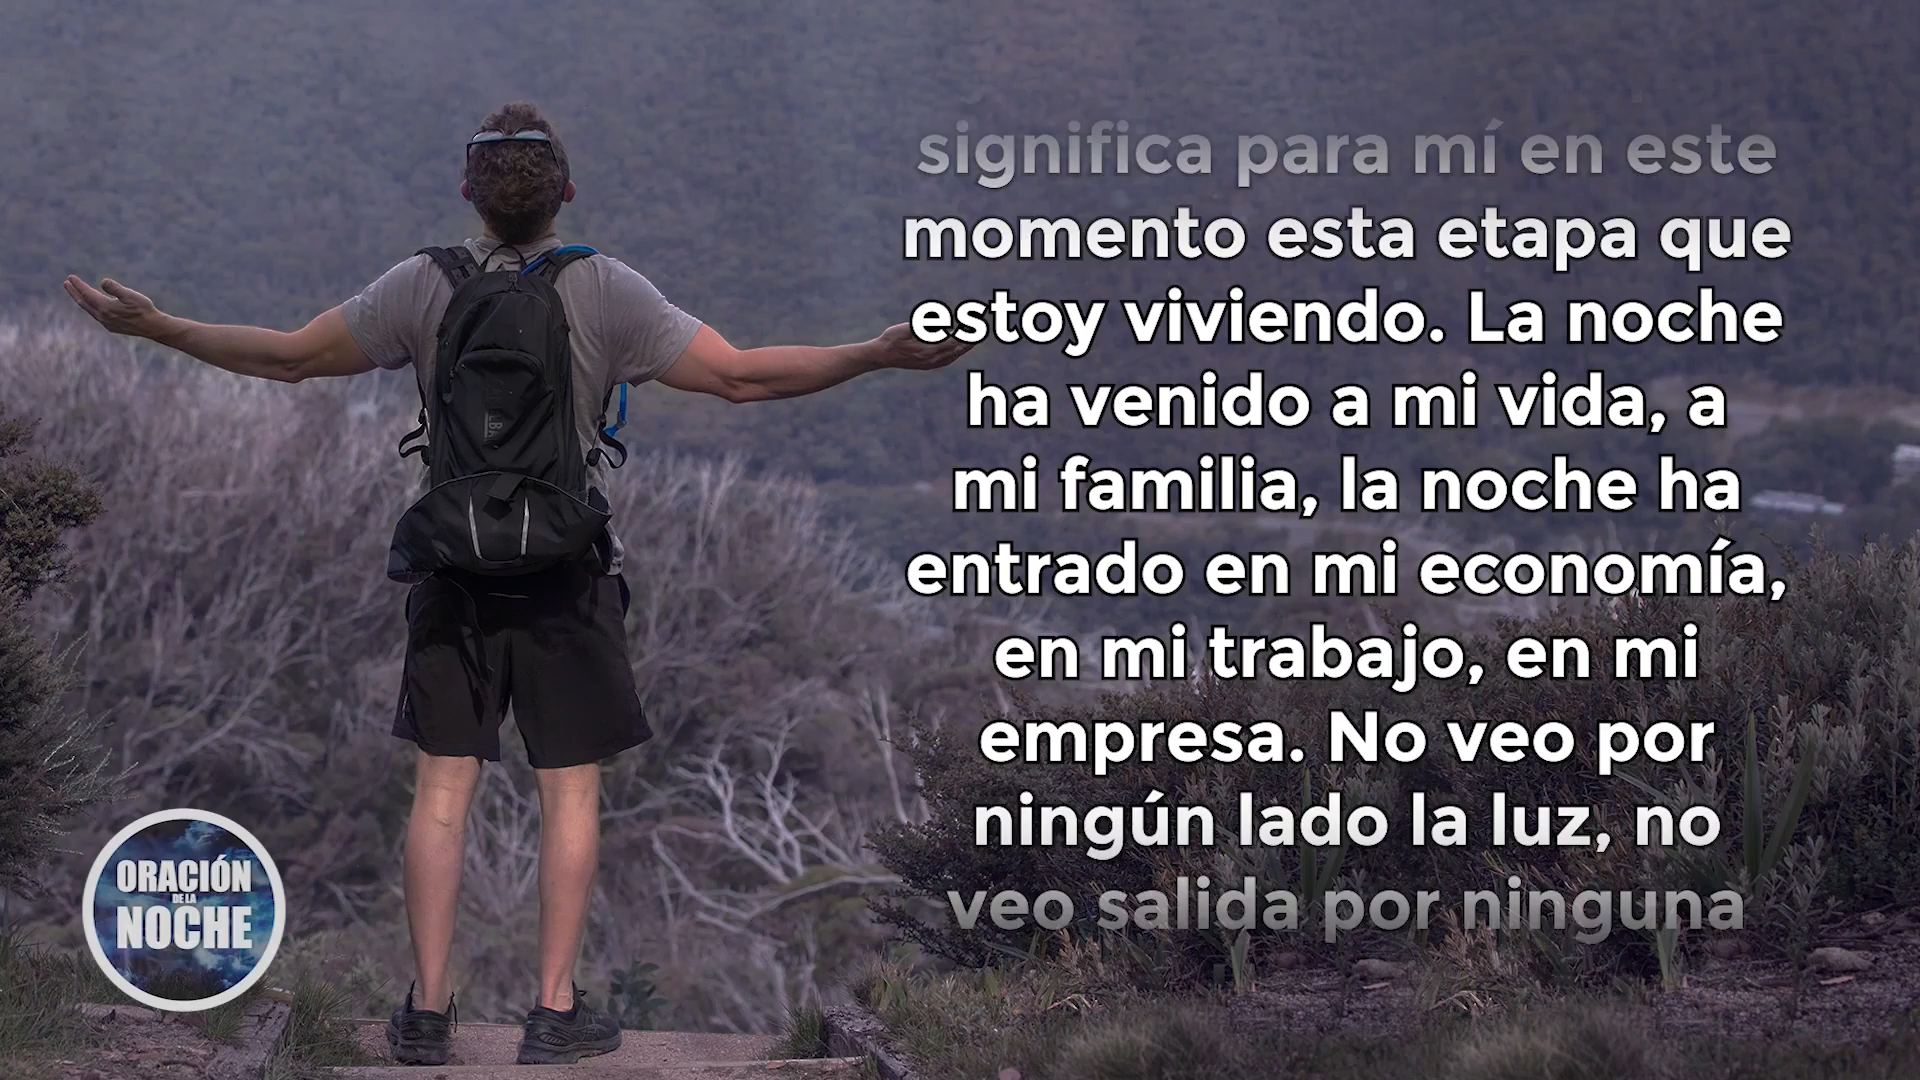 significa para mí en este
momento esta etapa que
estoy viviendo. La noche
ha venido a mi vida, a
mi familia, la noche ha
entrado en mi economía,
en mi trabajo, en mi
empresa. No veo por
ningún lado la luz, no
veo salida por ninguna
ORACIÓN
DE LA
NOCHE